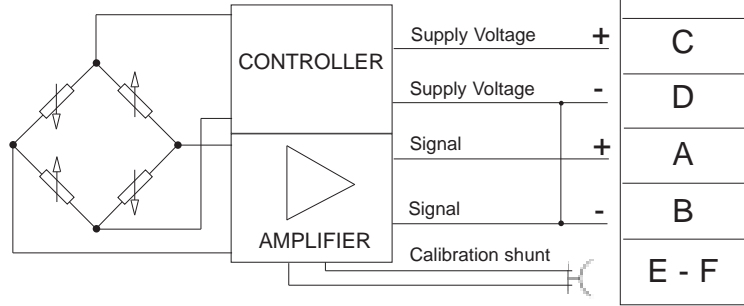 CONTROLLER
Supply Voltage + C
Supply Voltage - D
Signal + A
Signal - B
AMPLIFIER
Calibration shunt E - F